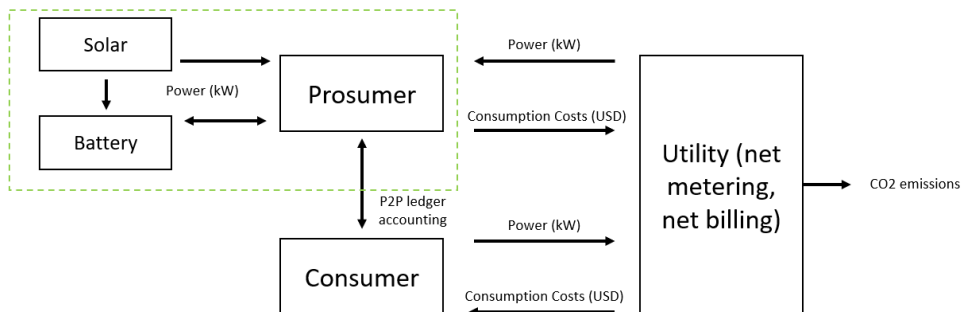 Solar
Power (kW)
Prosumer
Power (kW)
Battery
Consumption Costs (USD)
Utility (net
metering,
net billing)
CO2 emissions
P2P ledger
accounting
Power (kW)
Consumer
Consumption Costs (USD)